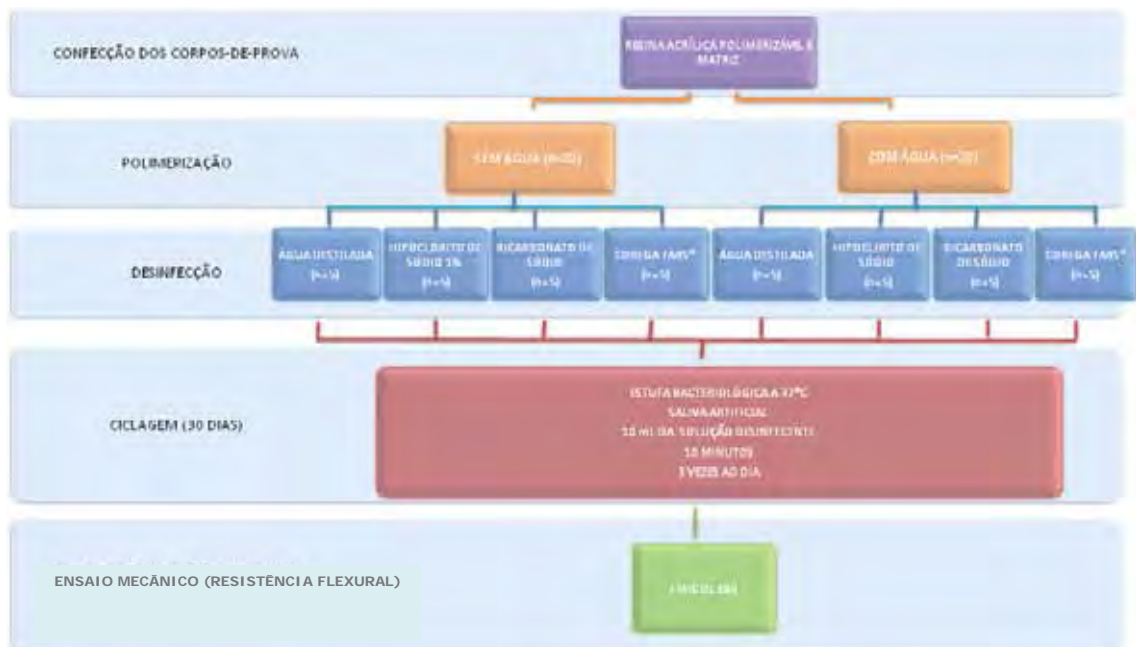 CONFECÇÃO DOS CORPOS-DE-PROVA
RESINA ACRÍLICA POLIMERIZÁVEL E
MATRIZ
POLIMERIZAÇÃO
SEM ÁGUA (n=20)
COM ÁGUA (n=20)
DESINFECÇÃO
ÁGUA DESTILADA
(n=5)
HIPOCLORITO DE
SÓDIO 1%
(n=5)
BICARBONATO DE
SÓDIO
(n=5)
COREGA TABS®
(n=5)
ÁGUA DESTILADA
(n=5)
HIPOCLORITO DE
SÓDIO
(n=5)
BICARBONATO
DE SÓDIO
(n=5)
COREGA TABS®
(n=5)
CICLAGEM (30 DIAS)
ESTUFA BACTERIOLÓGICA A 37°C
SALIVA ARTIFICIAL
10 mL DA SOLUÇÃO DESINFETANTE
10 MINUTOS
3 VEZES AO DIA
ENSAIO MECÂNICO (RESISTÊNCIA FLEXURAL)